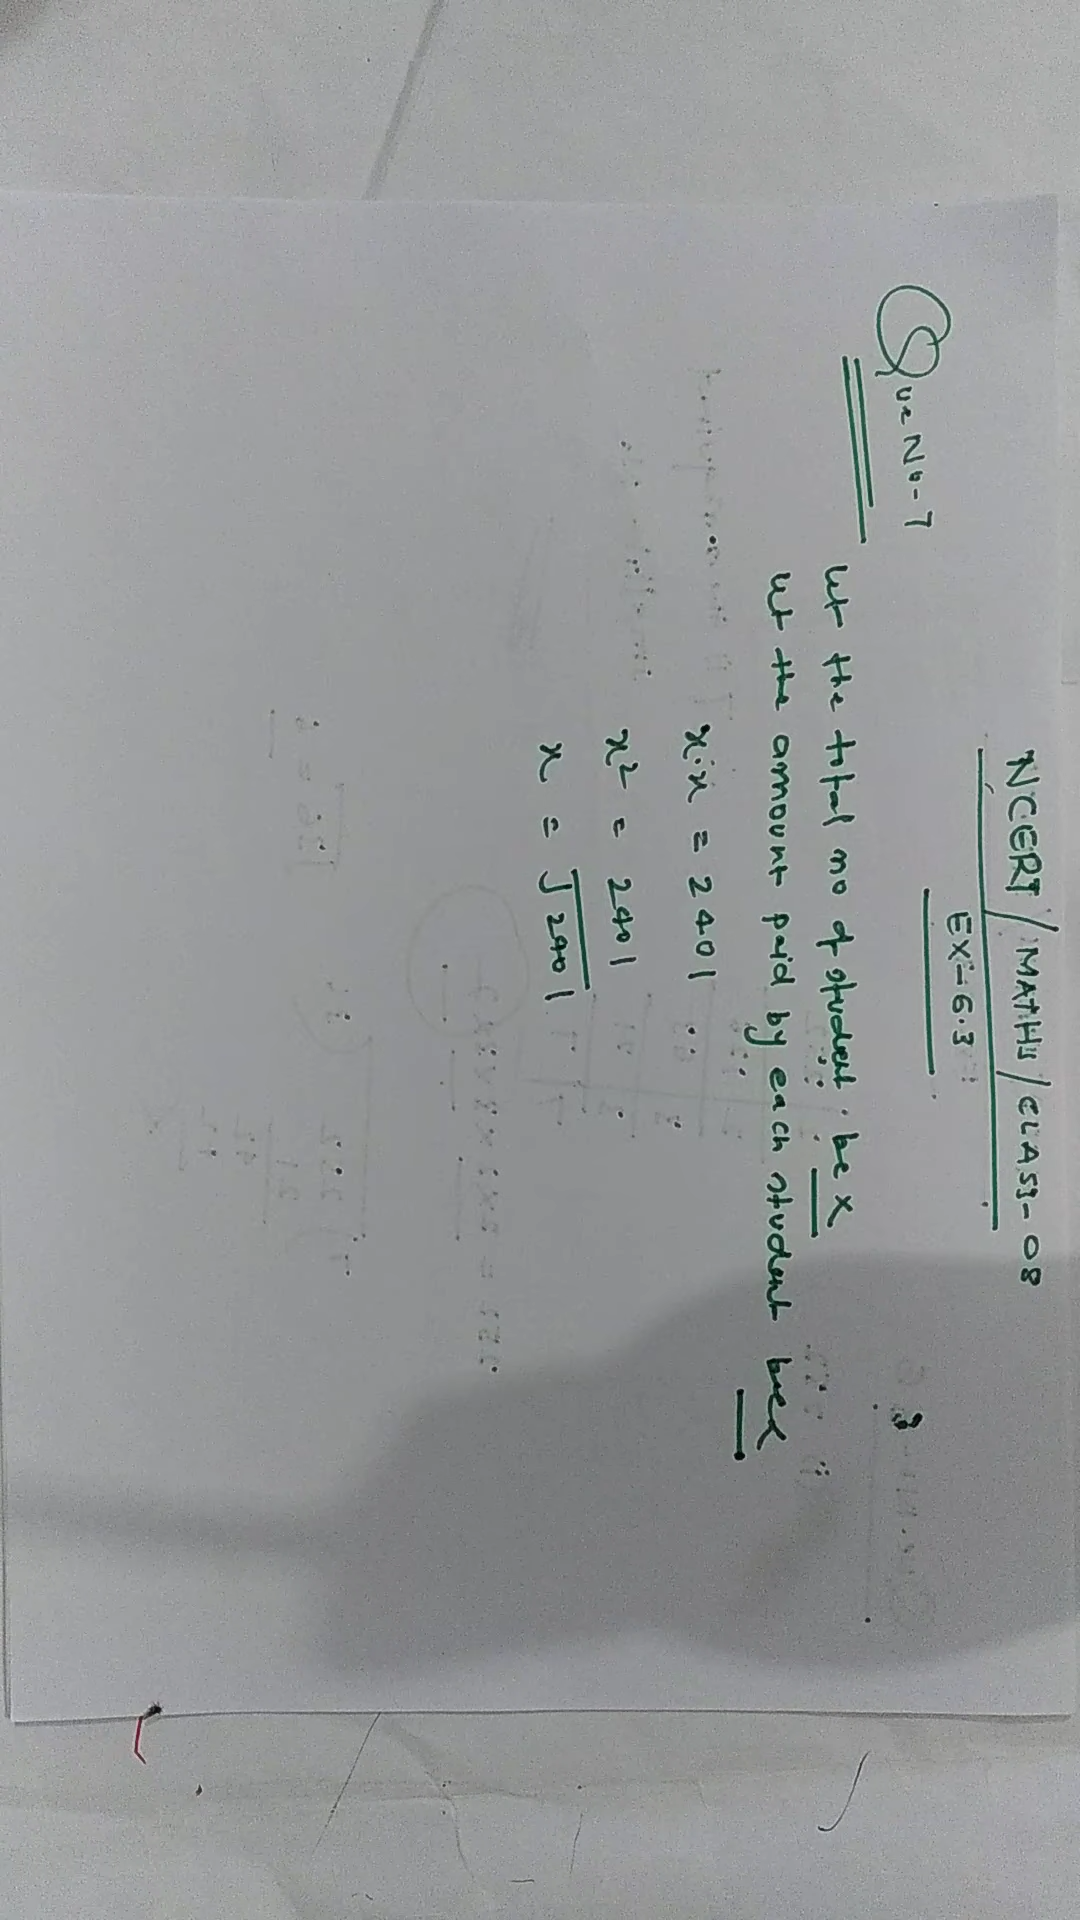 NCERT/MATHS/CLASS-08
EX-6.3
Que No-7
let the total no of student be x
let the amount paid by each student be x
x.x = 2401
x² = 2401
x = √2401